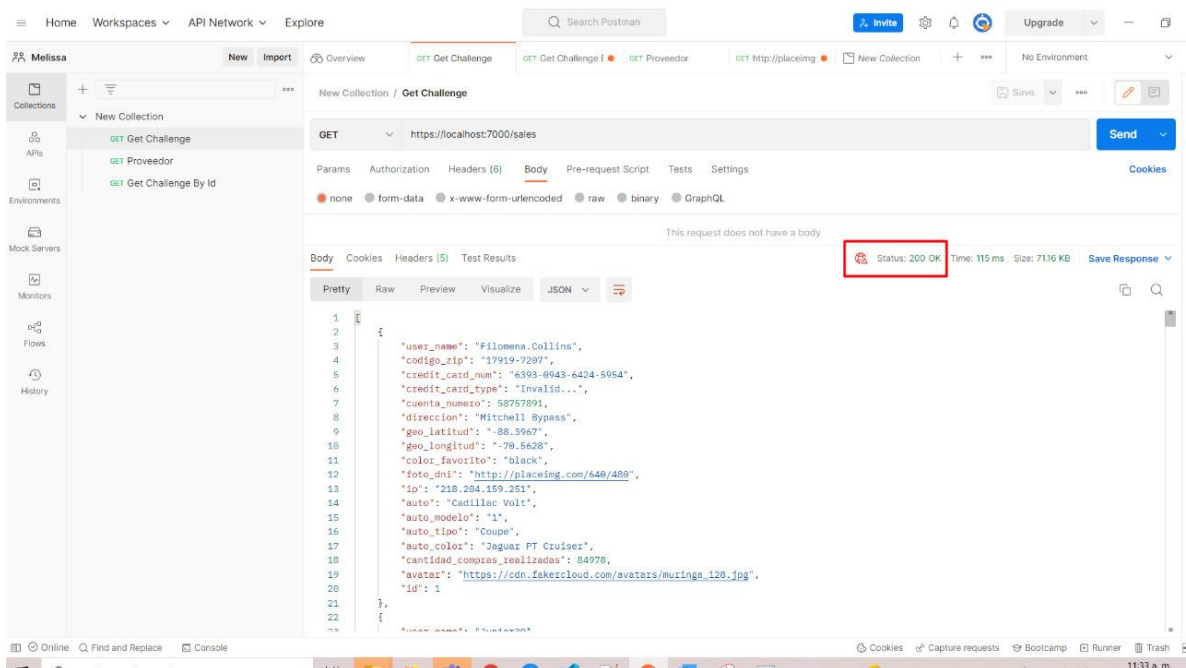 Home Workspaces API Network Explore Search Postman Invite Upgrade
Melissa New Import Overview GET Get Challenge GET Get Challenge GET Proveedor GET http://placeimg New Collection No Environment
Collections
APIs
Environments
Mock Servers
Monitors
Flows
History
New Collection
GET Get Challenge
GET Proveedor
GET Get Challenge By Id
New Collection / Get Challenge Save
GET https://localhost:7000/sales Send
Params Authorization Headers (6) Body Pre-request Script Tests Settings Cookies
none form-data x-www-form-urlencoded raw binary GraphQL
This request does not have a body
Body Cookies Headers (5) Test Results Status: 200 OK Time: 115 ms Size: 71.16 KB Save Response
Pretty Raw Preview Visualize JSON
1 [
2 {
3 "user_name": "Filomena.Collins",
4 "codigo_zip": "17919-7207",
5 "credit_card_num": "6393-0943-6424-5954",
6 "credit_card_type": "Invalid...",
7 "cuenta_numero": 58757891,
8 "direccion": "Mitchell Bypass",
9 "geo_latitud": "-88.3967",
10 "geo_longitud": "-70.5628",
11 "color_favorito": "black",
12 "foto_dni": "http://placeimg.com/640/480",
13 "ip": "218.204.159.251",
14 "auto": "Cadillac Volt",
15 "auto_modelo": "1",
16 "auto_tipo": "Coupe",
17 "auto_color": "Jaguar PT Cruiser",
18 "cantidad_compras_realizadas": 84978,
19 "avatar": "https://cdn.fakercloud.com/avatars/muringa_128.jpg",
20 "id": 1
21 },
22 {
Online Find and Replace Console Cookies Capture requests Bootcamp Runner Trash
11:33 a. m.